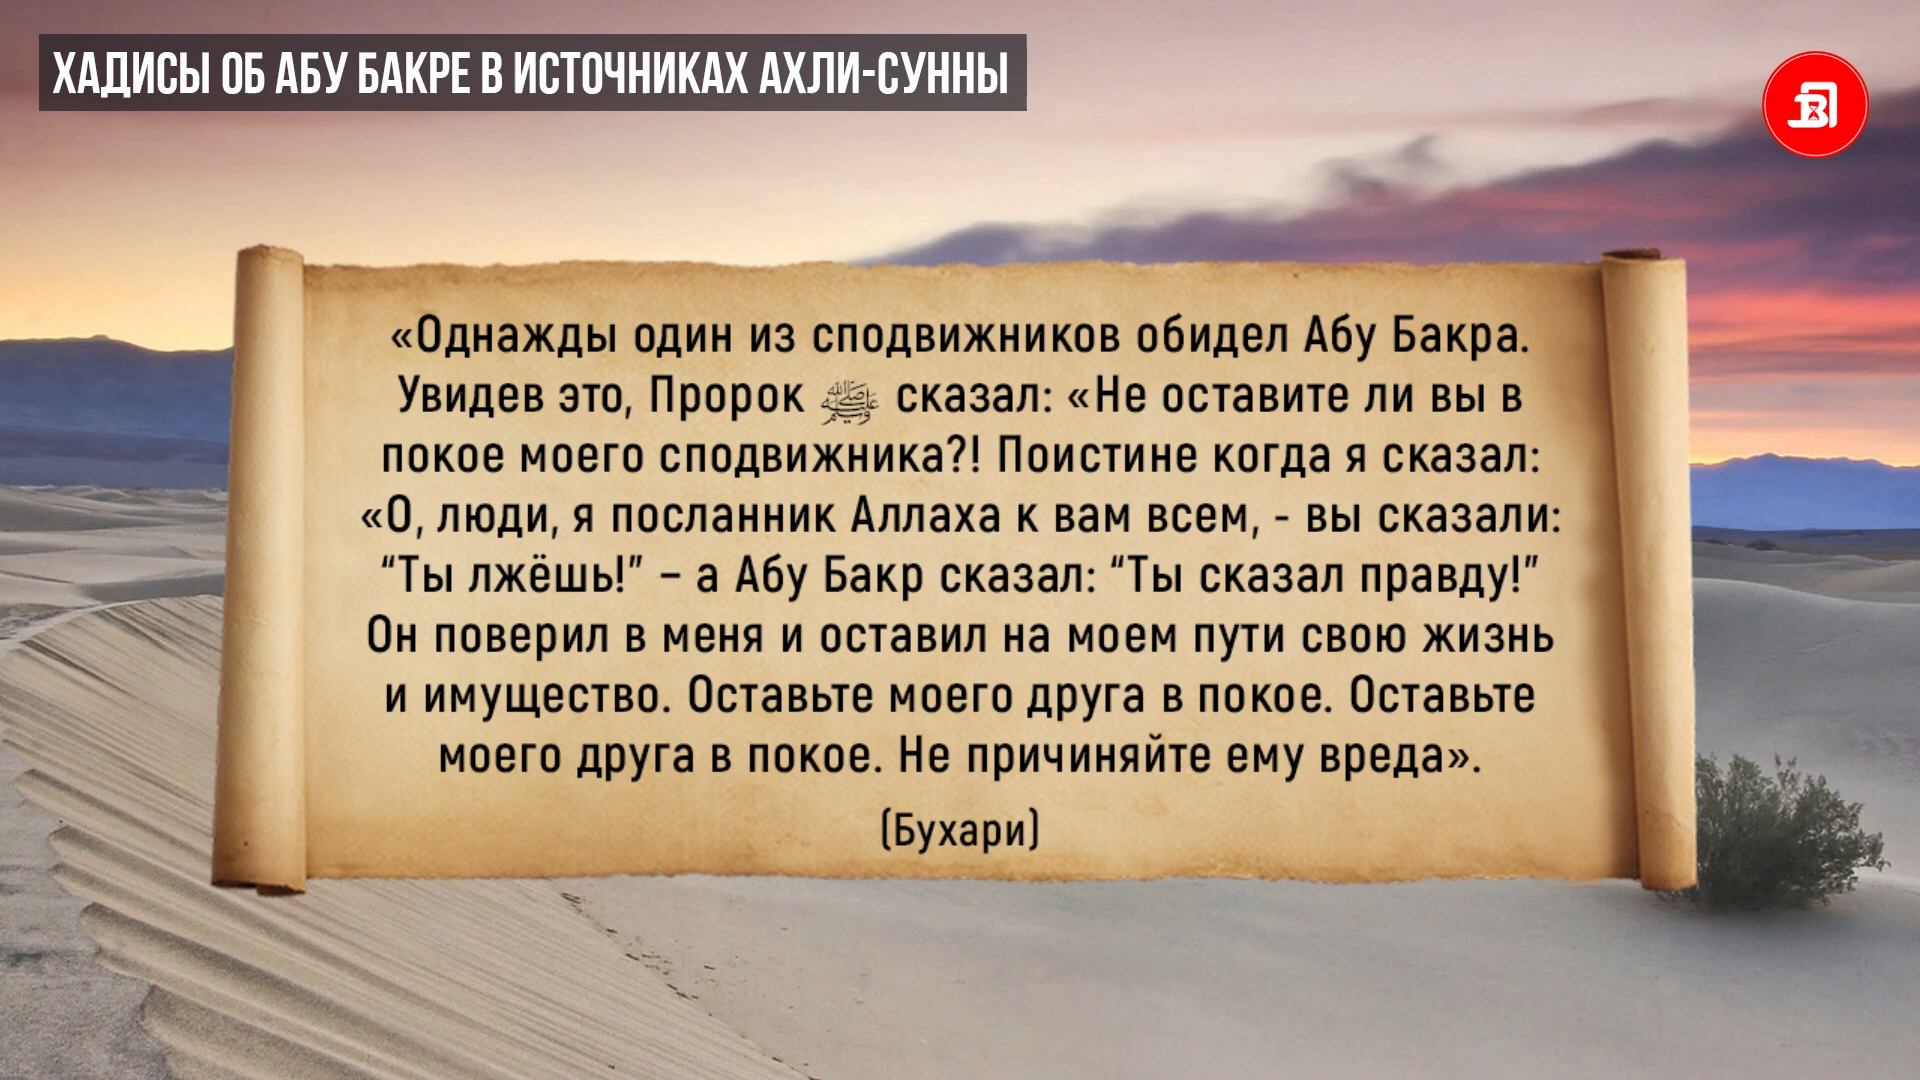 ХАДИСЫ ОБ АБУ БАКРЕ В ИСТОЧНИКАХ АХЛИ-СУННЫ
«Однажды один из сподвижников обидел Абу Бакра.
Увидев это, Пророк ﷺ сказал: «Не оставите ли вы в
покое моего сподвижника?! Поистине когда я сказал:
«О, люди, я посланник Аллаха к вам всем, - вы сказали:
“Ты лжёшь!” – а Абу Бакр сказал: “Ты сказал правду!”
Он поверил в меня и оставил на моем пути свою жизнь
и имущество. Оставьте моего друга в покое. Оставьте
моего друга в покое. Не причиняйте ему вреда».
(Бухари)